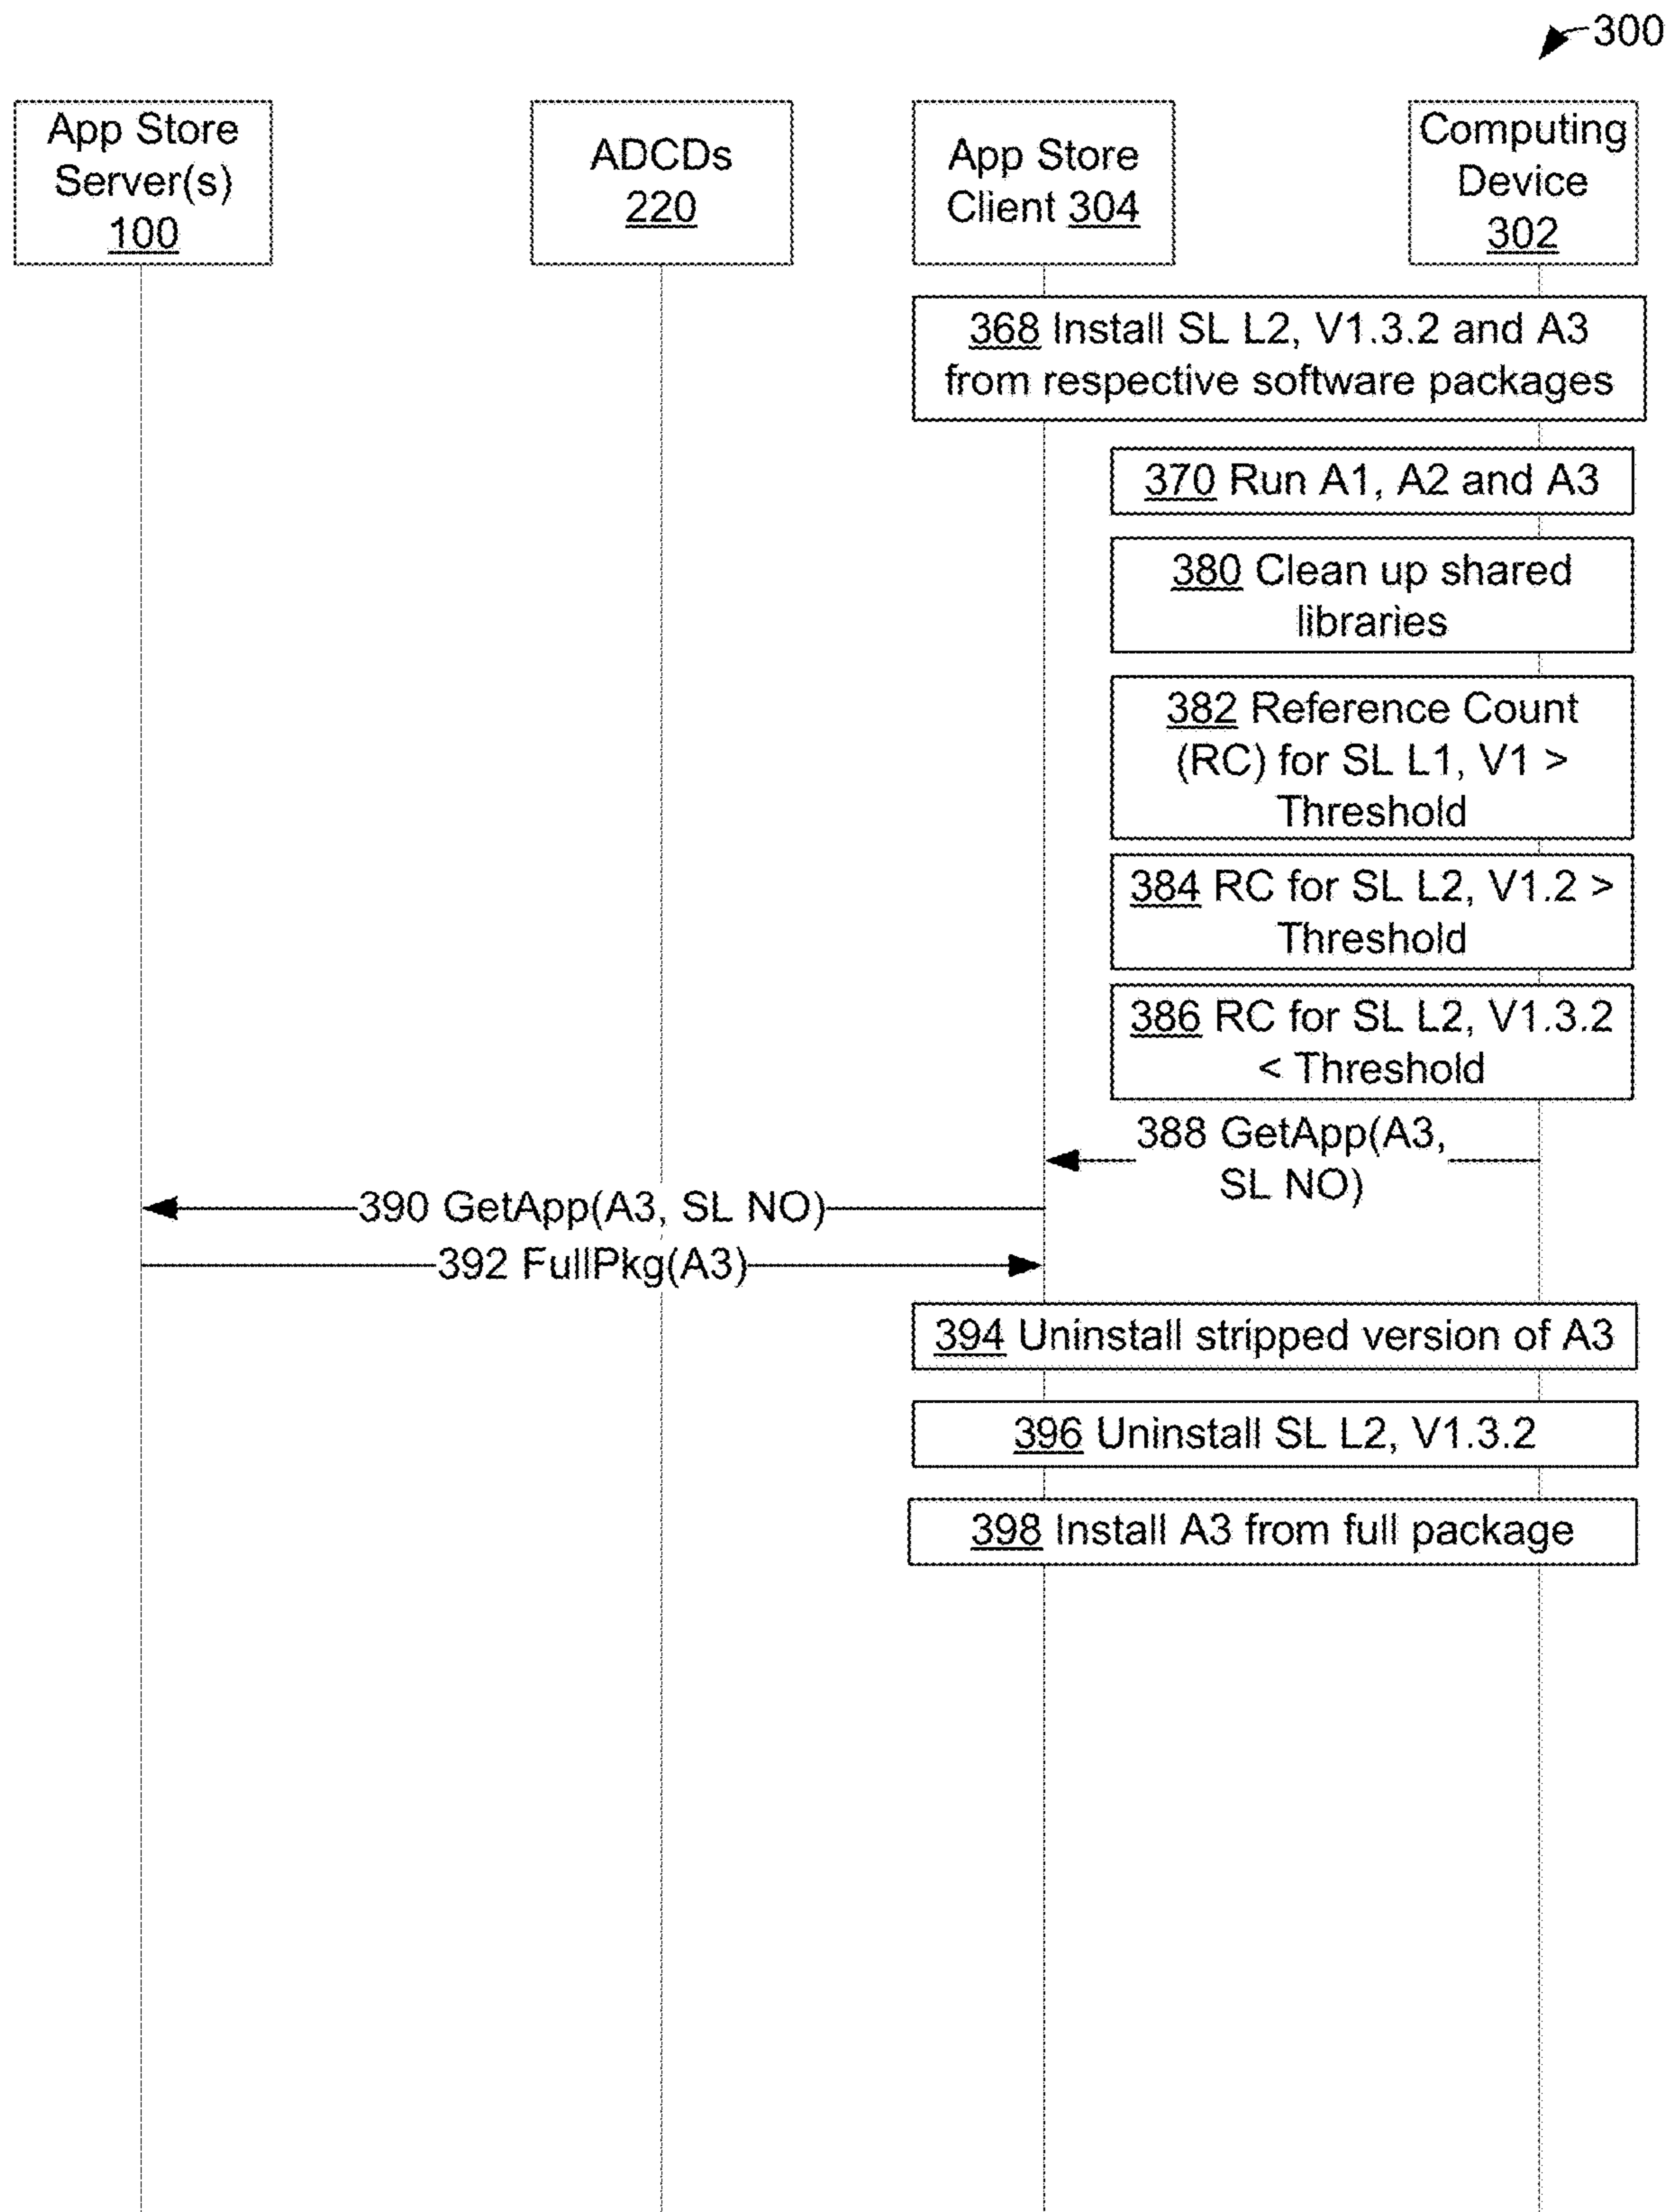 300
App Store
Server(s)
100
ADCDs
220
App Store
Client 304
Computing
Device
302
368 Install SL L2, V1.3.2 and A3
from respective software packages
370 Run A1, A2 and A3
380 Clean up shared
libraries
382 Reference Count
(RC) for SL L1, V1 >
Threshold
384 RC for SL L2, V1.2 >
Threshold
386 RC for SL L2, V1.3.2
< Threshold
388 GetApp(A3,
SL NO)
390 GetApp(A3, SL NO)
392 FullPkg(A3)
394 Uninstall stripped version of A3
396 Uninstall SL L2, V1.3.2
398 Install A3 from full package